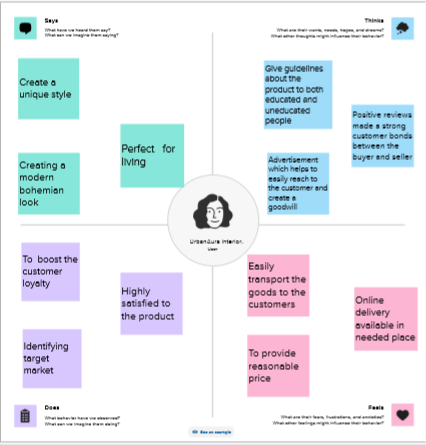 Says
What have we heard them say?
What can we imagine them saying?
Thinks
What are their wants, needs, hopes, and dreams?
What other thoughts might influence their behavior?
Create a
unique style
Perfect for
living
Creating a
modern
bohemian
look
Give guidelines
about the
product to both
educated and
uneducated
people
Positive reviews
made a strong
customer bonds
between the
buyer and seller
Advertisement
which helps to
easily reach to
the customer and
create a
goodwill
UrbanAura Interior.
User
To boost the
customer
loyalty
Highly
satisfied to
the product
Identifying
target
market
Easily
transport the
goods to the
customers
Online
delivery
available in
needed place
To provide
reasonable
price
Does
What behavior have we observed?
What can we imagine them doing?
Feels
What are their fears, frustrations, and anxieties?
What other feelings might influence their behavior?
See an example